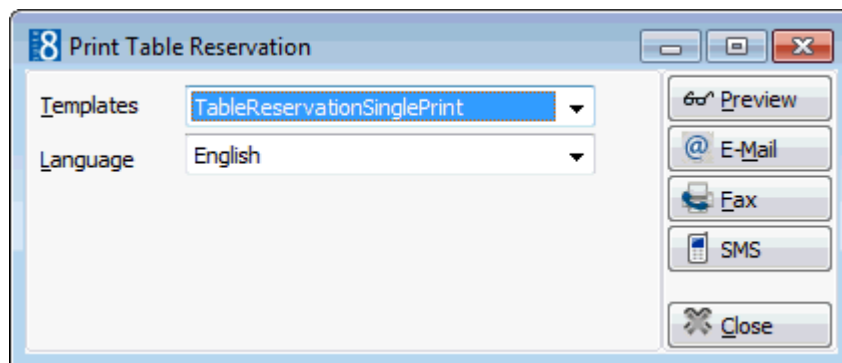 8 Print Table Reservation
Templates
TableReservationSinglePrint
Preview
Language
English
@ E-Mail
Fax
SMS
Close